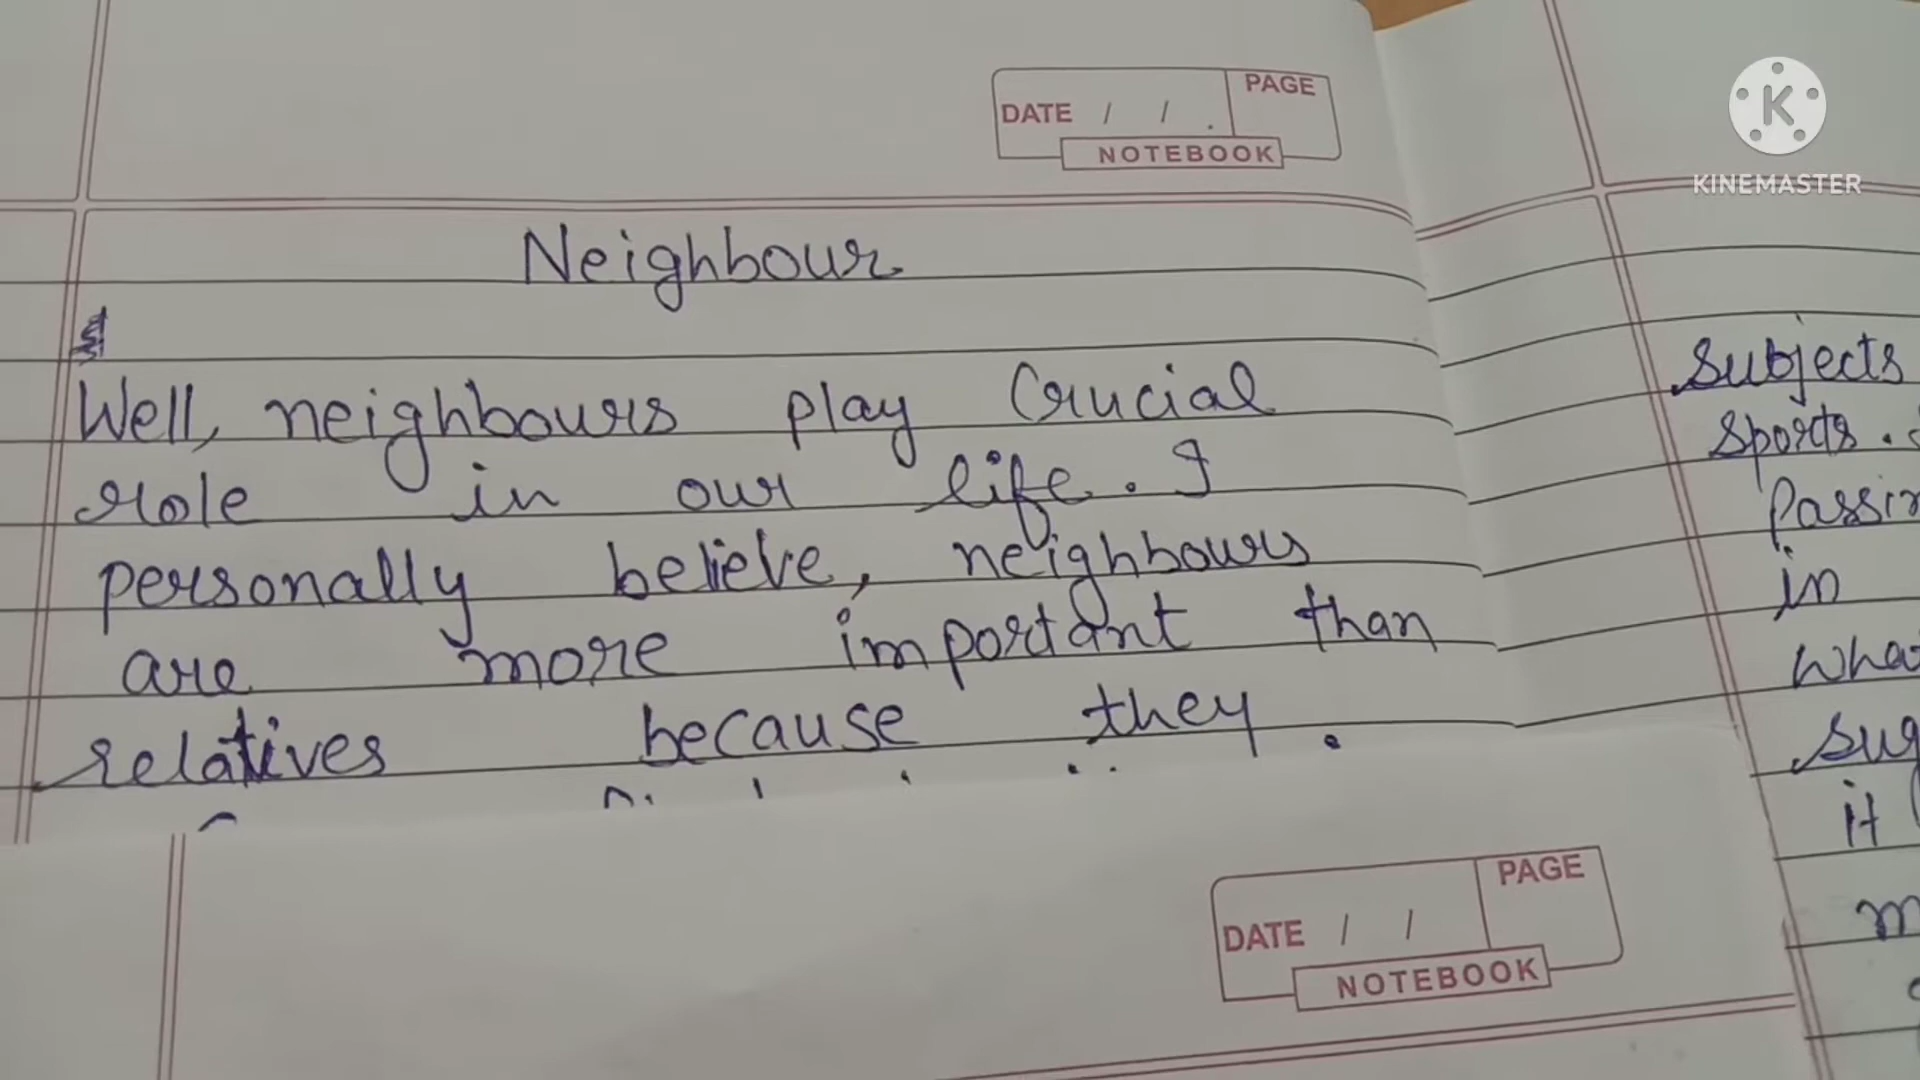 DATE / / PAGE
NOTEBOOK
KINEMASTER
Neighbour
Well, neighbours play Crucial
role in our life. I
personally believe, neighbours
are more important than
relatives because they
Subjects
Sports.
in
it
DATE / / PAGE
NOTEBOOK